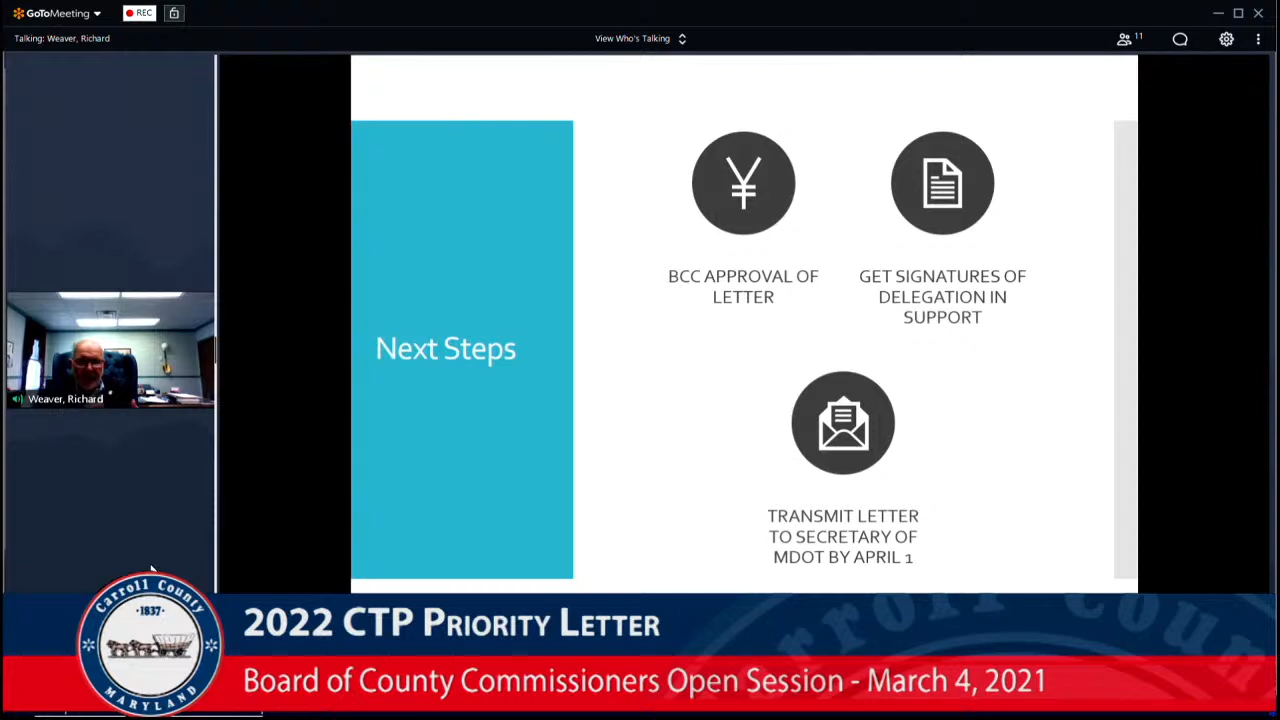 GoToMeeting
REC
Talking: Weaver, Richard
View Who's Talking
11
¥
BCC APPROVAL OF
LETTER
GET SIGNATURES OF
DELEGATION IN
SUPPORT
Next Steps
Weaver, Richard
TRANSMIT LETTER
TO SECRETARY OF
MDOT BY APRIL 1
Carroll County
1837
MARYLAND
2022 CTP PRIORITY LETTER
Carroll County
Board of County Commissioners Open Session - March 4, 2021